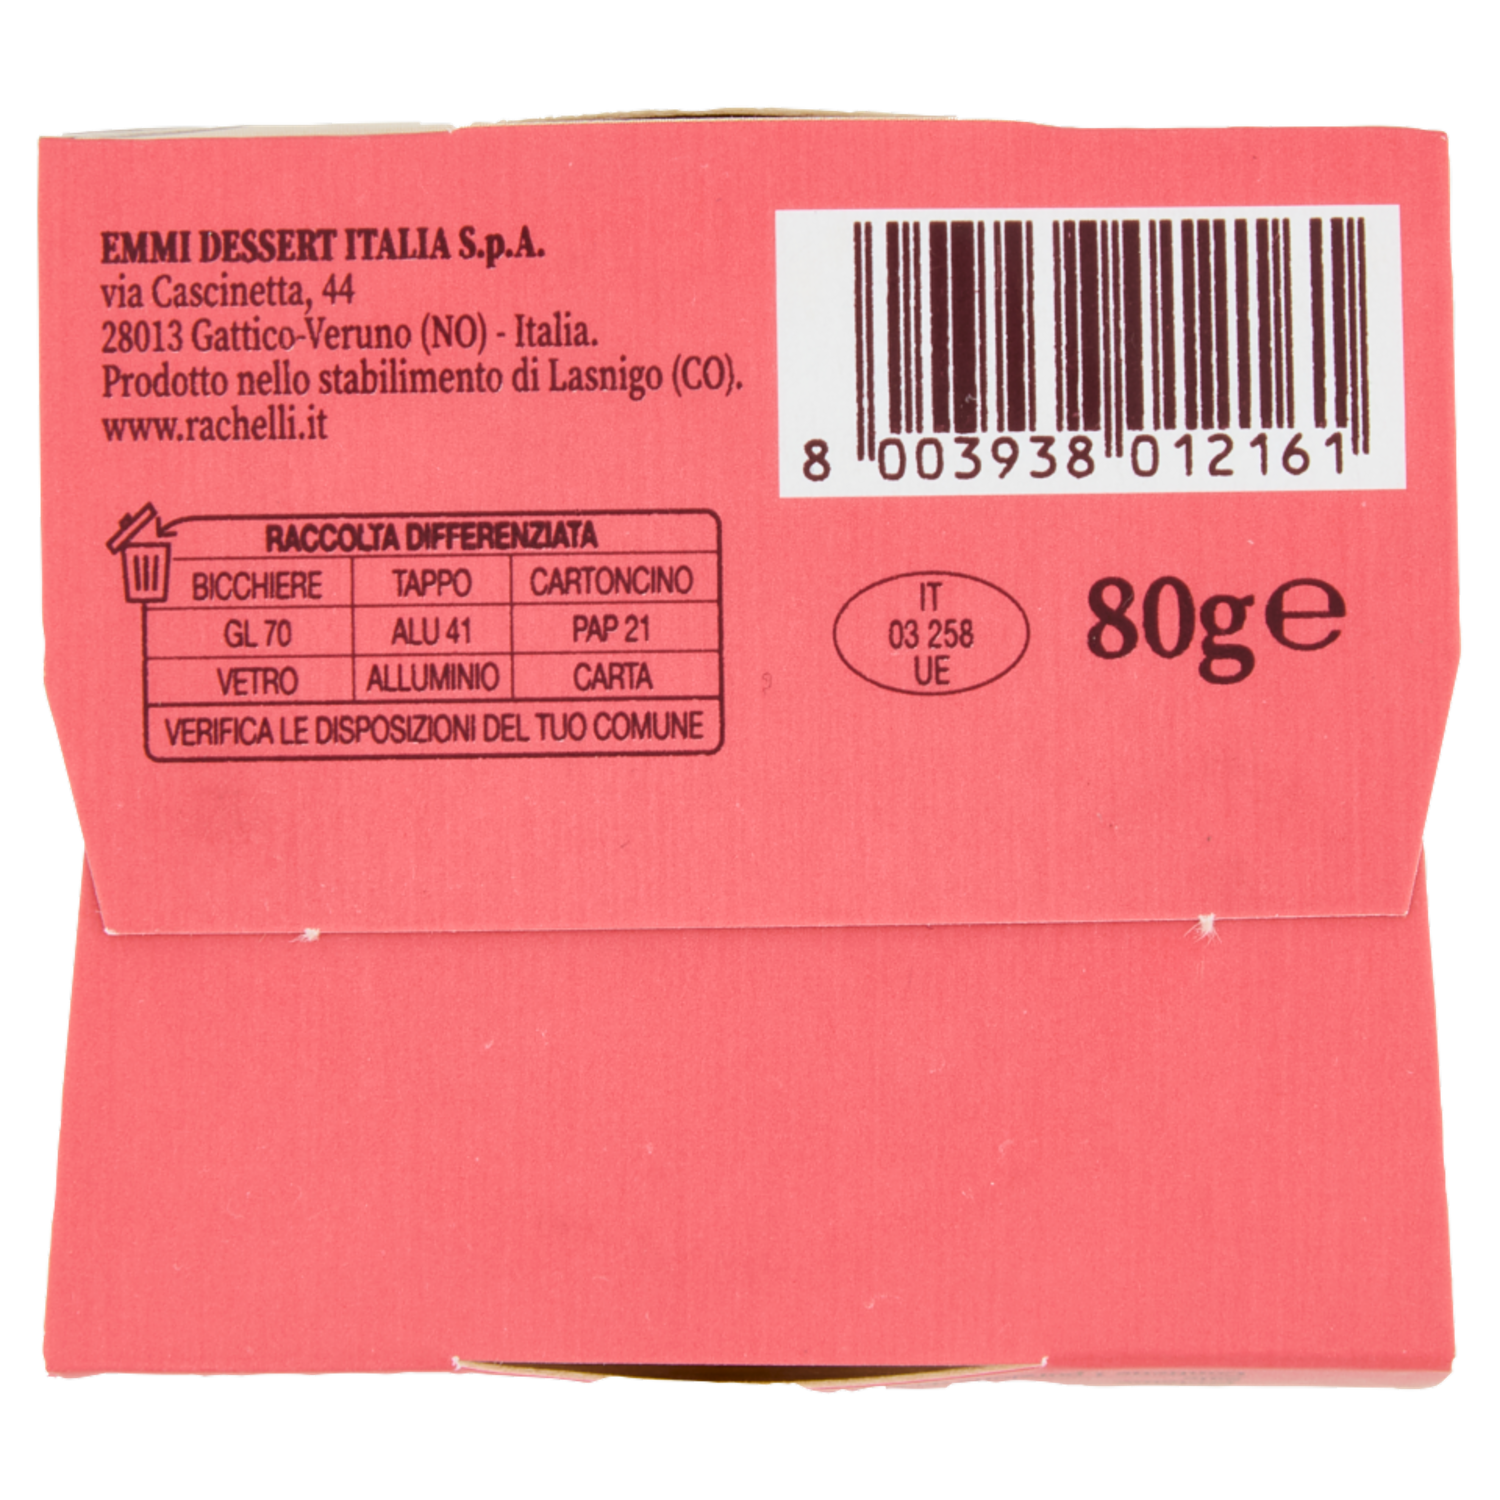 EMMI DESSERT ITALIA S.p.A.
via Cascinetta, 44
28013 Gattico-Veruno (NO) - Italia.
Prodotto nello stabilimento di Lasnigo (CO).
www.rachelli.it
8 003938 012161
RACCOLTA DIFFERENZIATA
BICCHIERE TAPPO CARTONCINO
GL 70 ALU 41 PAP 21
VETRO ALLUMINIO CARTA
VERIFICA LE DISPOSIZIONI DEL TUO COMUNE
IT
03 258
UE
80g e